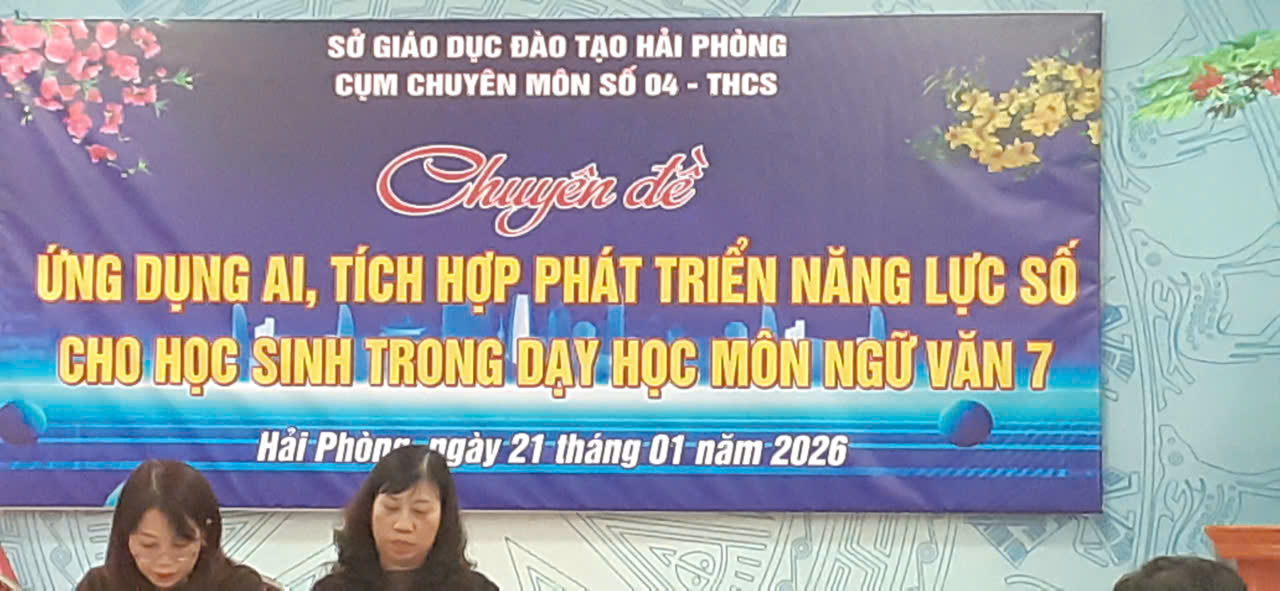 SỞ GIÁO DỤC ĐÀO TẠO HẢI PHÒNG
CỤM CHUYÊN MÔN SỐ 04 - THCS
Chuyên đề
ỨNG DỤNG AI, TÍCH HỢP PHÁT TRIỂN NĂNG LỰC SỐ
CHO HỌC SINH TRONG DẠY HỌC MÔN NGỮ VĂN 7
Hải Phòng, ngày 21 tháng 01 năm 2026